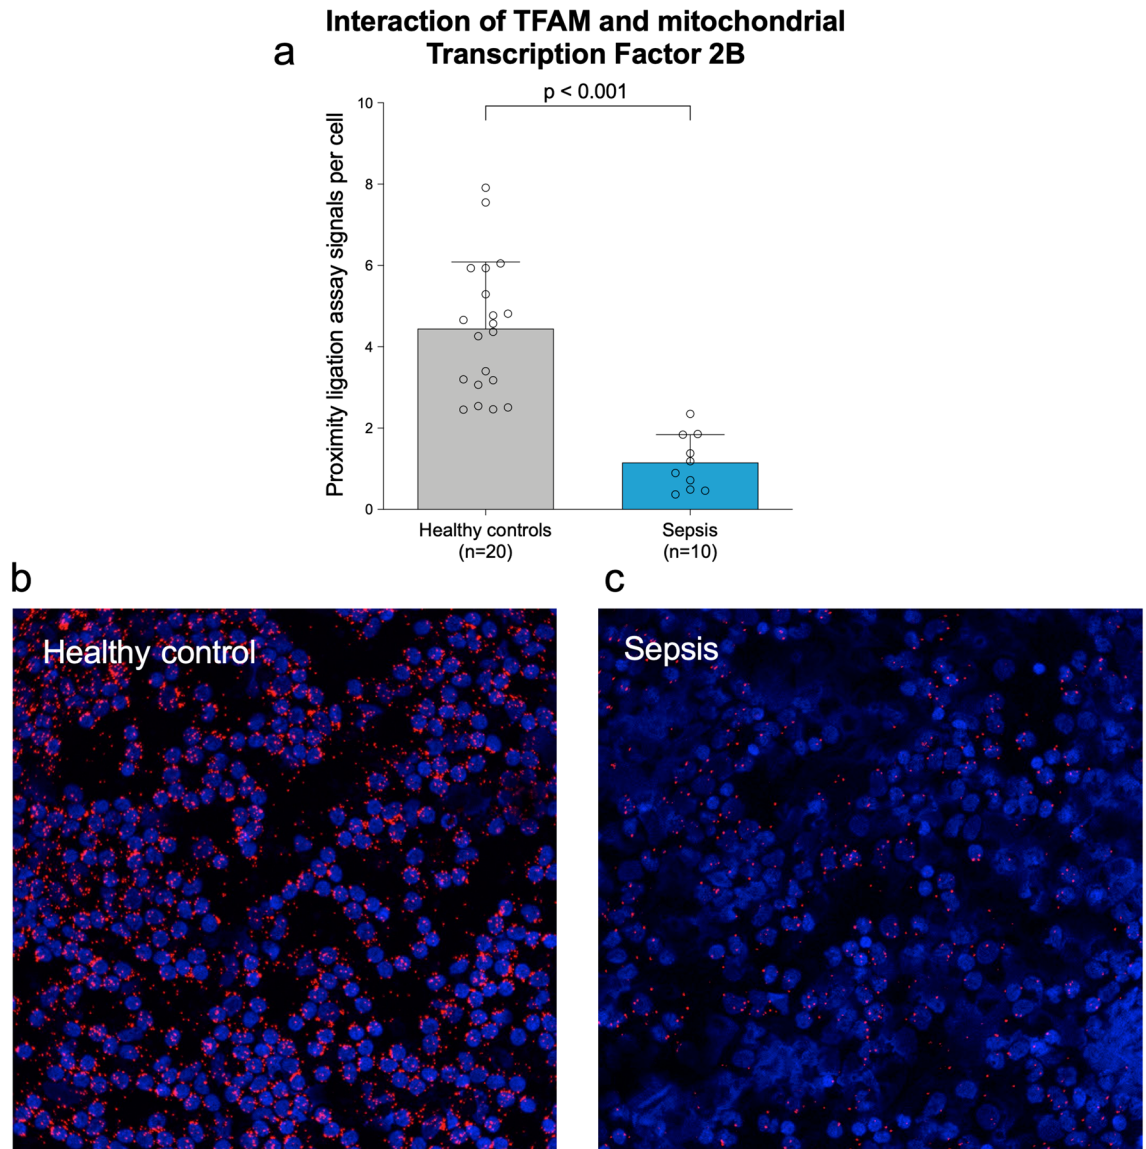 Interaction of TFAM and mitochondrial
Transcription Factor 2B
a
p < 0.001
Proximity ligation assay signals per cell
10
8
6
4
2
0
Healthy controls
(n=20)
Sepsis
(n=10)
b
Healthy control
c
Sepsis